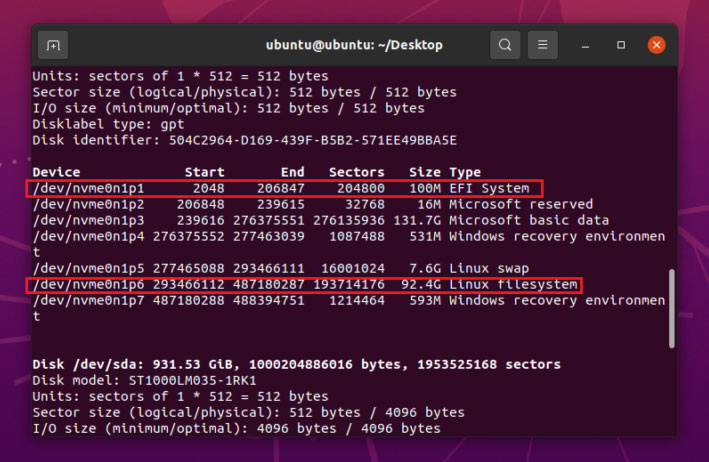 ubuntu@ubuntu: ~/Desktop
Units: sectors of 1 * 512 = 512 bytes
Sector size (logical/physical): 512 bytes / 512 bytes
I/O size (minimum/optimal): 512 bytes / 512 bytes
Disklabel type: gpt
Disk identifier: 504C2964-D169-439F-B5B2-571EE49BBA5E
Device Start End Sectors Size Type
/dev/nvme0n1p1 2048 206847 204800 100M EFI System
/dev/nvme0n1p2 206848 239615 32768 16M Microsoft reserved
/dev/nvme0n1p3 239616 276375551 276135936 131.7G Microsoft basic data
/dev/nvme0n1p4 276375552 277463039 1087488 531M Windows recovery environmen
t
/dev/nvme0n1p5 277465088 293466111 16001024 7.6G Linux swap
/dev/nvme0n1p6 293466112 487180287 193714176 92.4G Linux filesystem
/dev/nvme0n1p7 487180288 488394751 1214464 593M Windows recovery environmen
t
Disk /dev/sda: 931.53 GiB, 1000204886016 bytes, 1953525168 sectors
Disk model: ST1000LM035-1RK1
Units: sectors of 1 * 512 = 512 bytes
Sector size (logical/physical): 512 bytes / 4096 bytes
I/O size (minimum/optimal): 4096 bytes / 4096 bytes